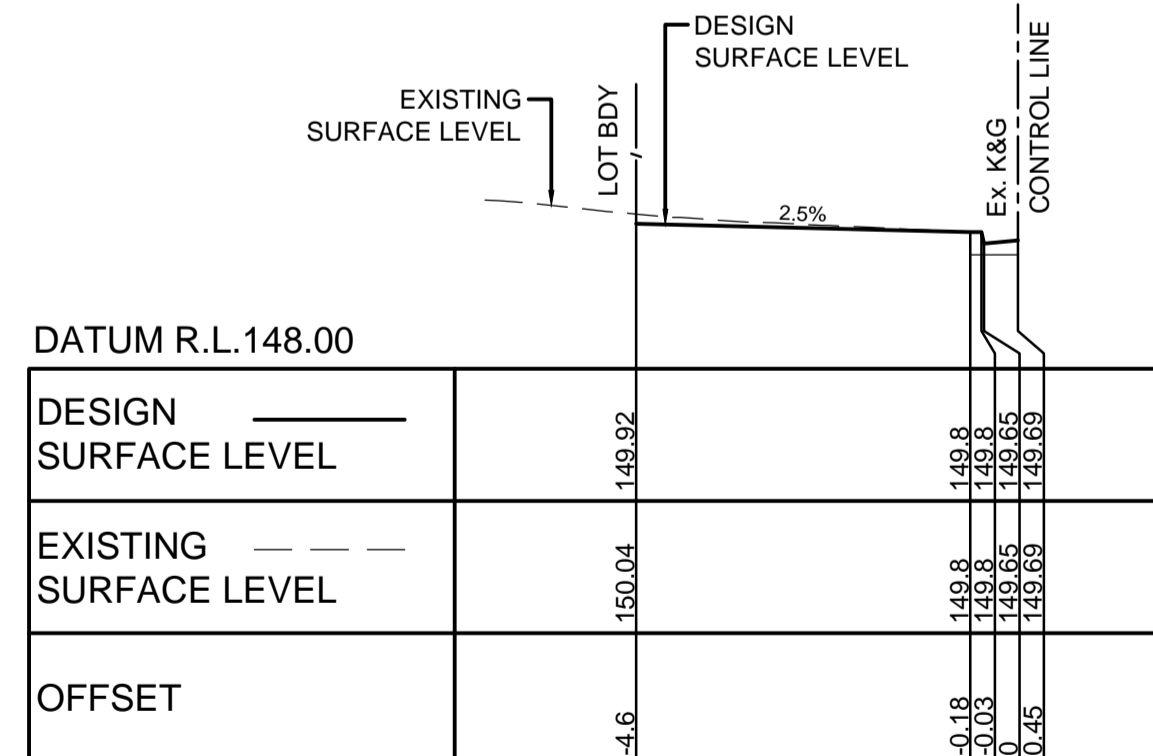 DESIGN
SURFACE LEVEL
EXISTING
SURFACE LEVEL
LOT BDY
2.5%
Ex. K&G
CONTROL LINE
DATUM R.L.148.00
DESIGN
SURFACE LEVEL
149.92
149.8
149.8
149.65
149.69
EXISTING
SURFACE LEVEL
150.04
149.8
149.8
149.65
149.69
OFFSET
-4.6
-0.18
-0.03
0
0.45